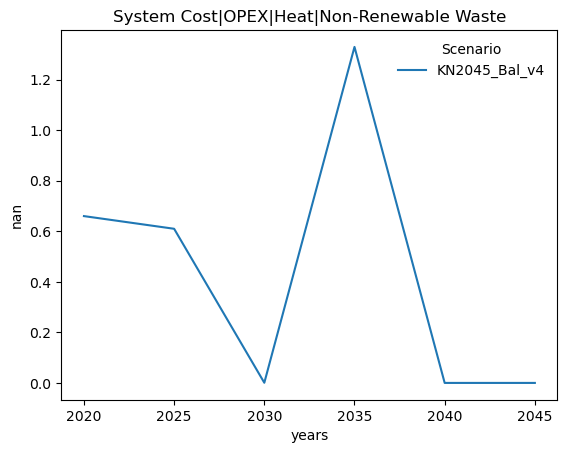 System Cost|OPEX|Heat|Non-Renewable Waste
Scenario
KN2045_Bal_v4
1.2
1.0
0.8
0.6
0.4
0.2
0.0
nan
2020 2025 2030 2035 2040 2045
years